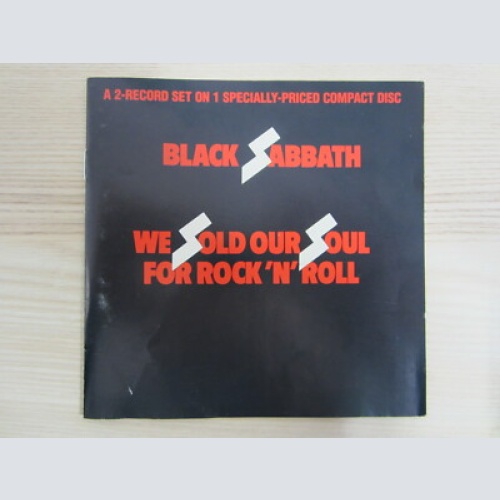 A 2-RECORD SET ON 1 SPECIALLY-PRICED COMPACT DISC
BLACK SABBATH
WE SOLD OUR SOUL
FOR ROCK 'N' ROLL